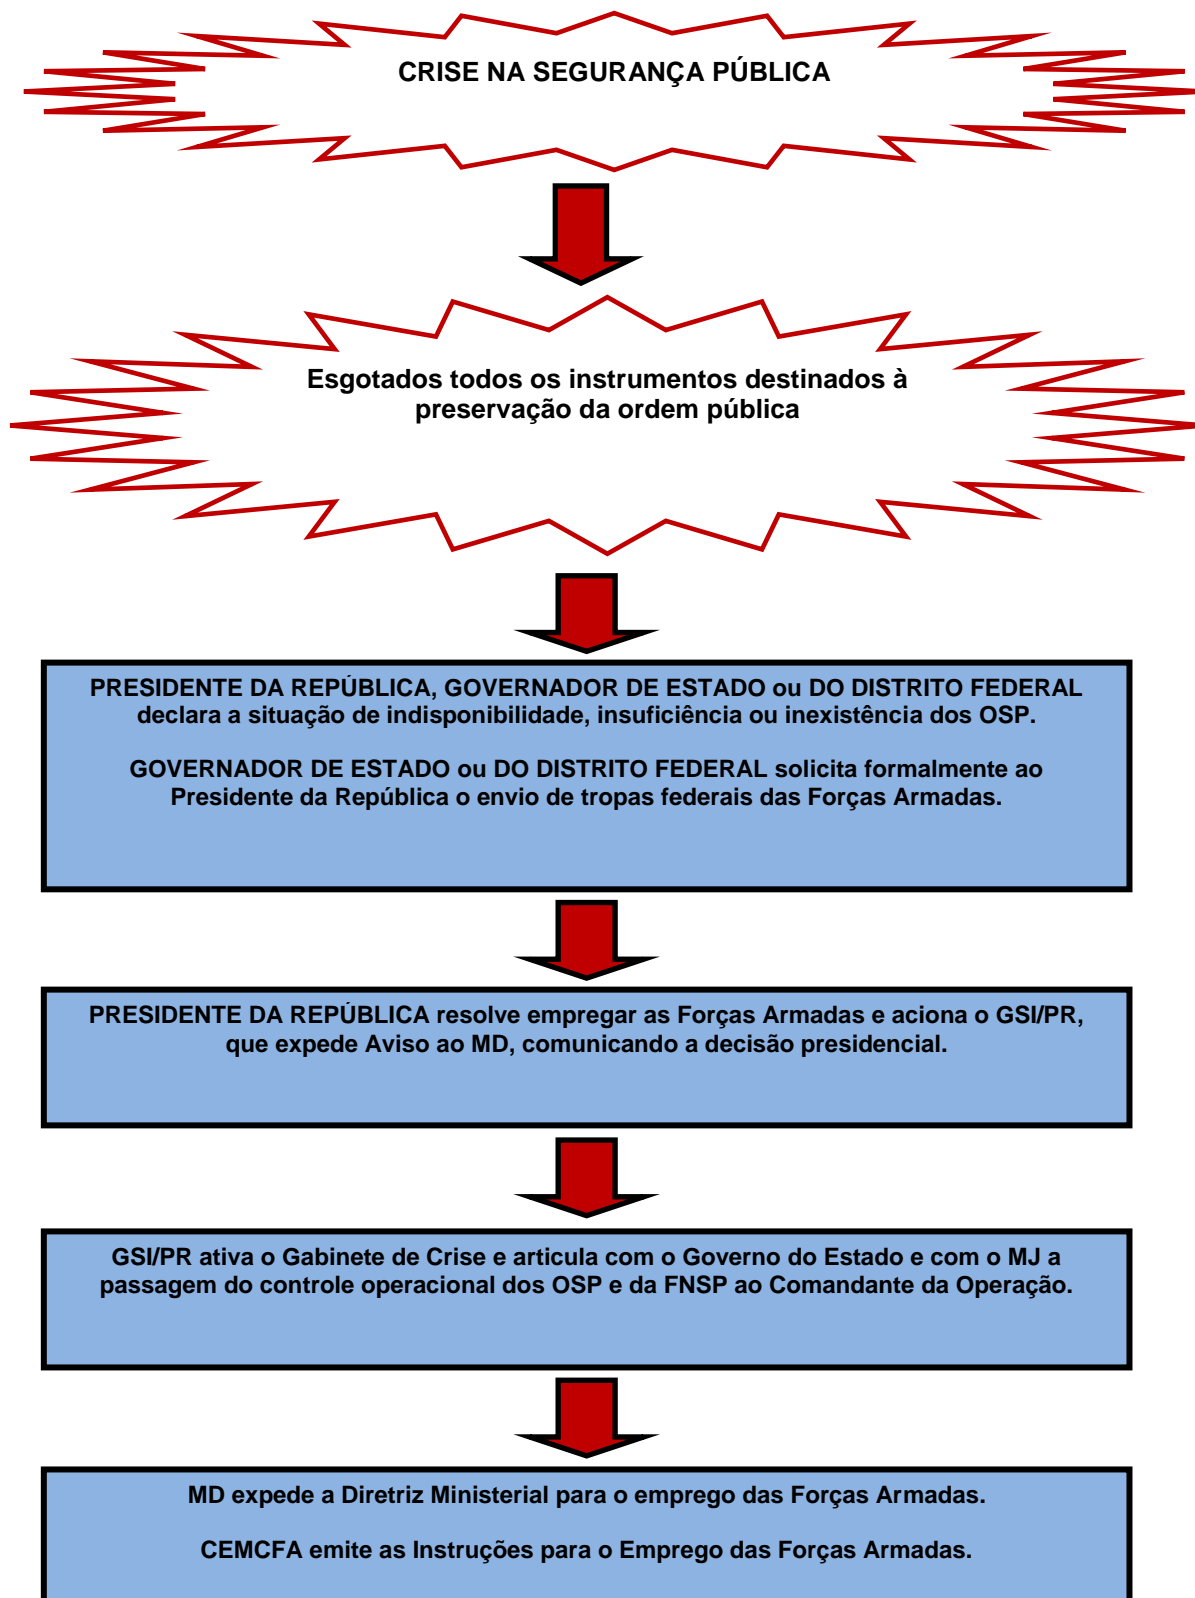 CRISE NA SEGURANÇA PÚBLICA
Esgotados todos os instrumentos destinados à
preservação da ordem pública
PRESIDENTE DA REPÚBLICA, GOVERNADOR DE ESTADO ou DO DISTRITO FEDERAL
declara a situação de indisponibilidade, insuficiência ou inexistência dos OSP.
GOVERNADOR DE ESTADO ou DO DISTRITO FEDERAL solicita formalmente ao
Presidente da República o envio de tropas federais das Forças Armadas.
PRESIDENTE DA REPÚBLICA resolve empregar as Forças Armadas e aciona o GSI/PR,
que expede Aviso ao MD, comunicando a decisão presidencial.
GSI/PR ativa o Gabinete de Crise e articula com o Governo do Estado e com o MJ a
passagem do controle operacional dos OSP e da FNSP ao Comandante da Operação.
MD expede a Diretriz Ministerial para o emprego das Forças Armadas.
CEMCFA emite as Instruções para o Emprego das Forças Armadas.